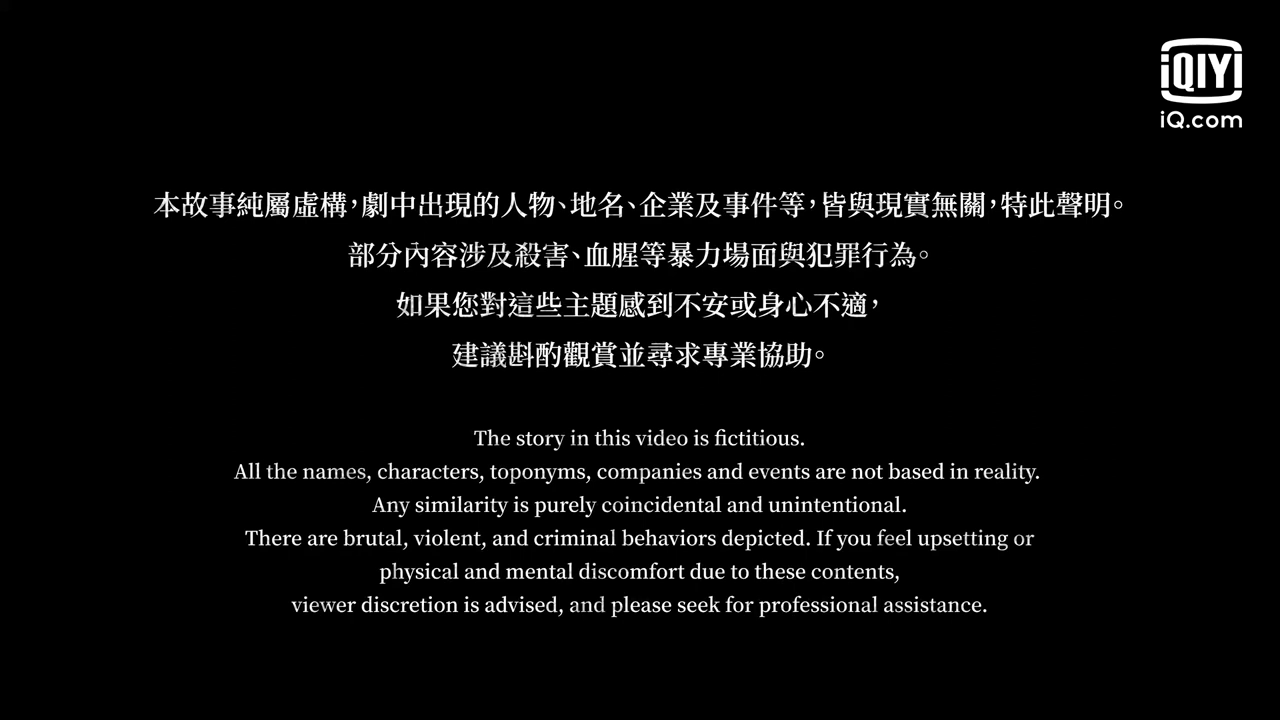 iQIYI
iQ.com
本故事純屬虛構，劇中出現的人物、地名、企業及事件等，皆與現實無關，特此聲明。
部分內容涉及殺害、血腥等暴力場面與犯罪行為。
如果您對這些主題感到不安或身心不適，
建議斟酌觀賞並尋求專業協助。
The story in this video is fictitious.
All the names, characters, toponyms, companies and events are not based in reality.
Any similarity is purely coincidental and unintentional.
There are brutal, violent, and criminal behaviors depicted. If you feel upsetting or
physical and mental discomfort due to these contents,
viewer discretion is advised, and please seek for professional assistance.